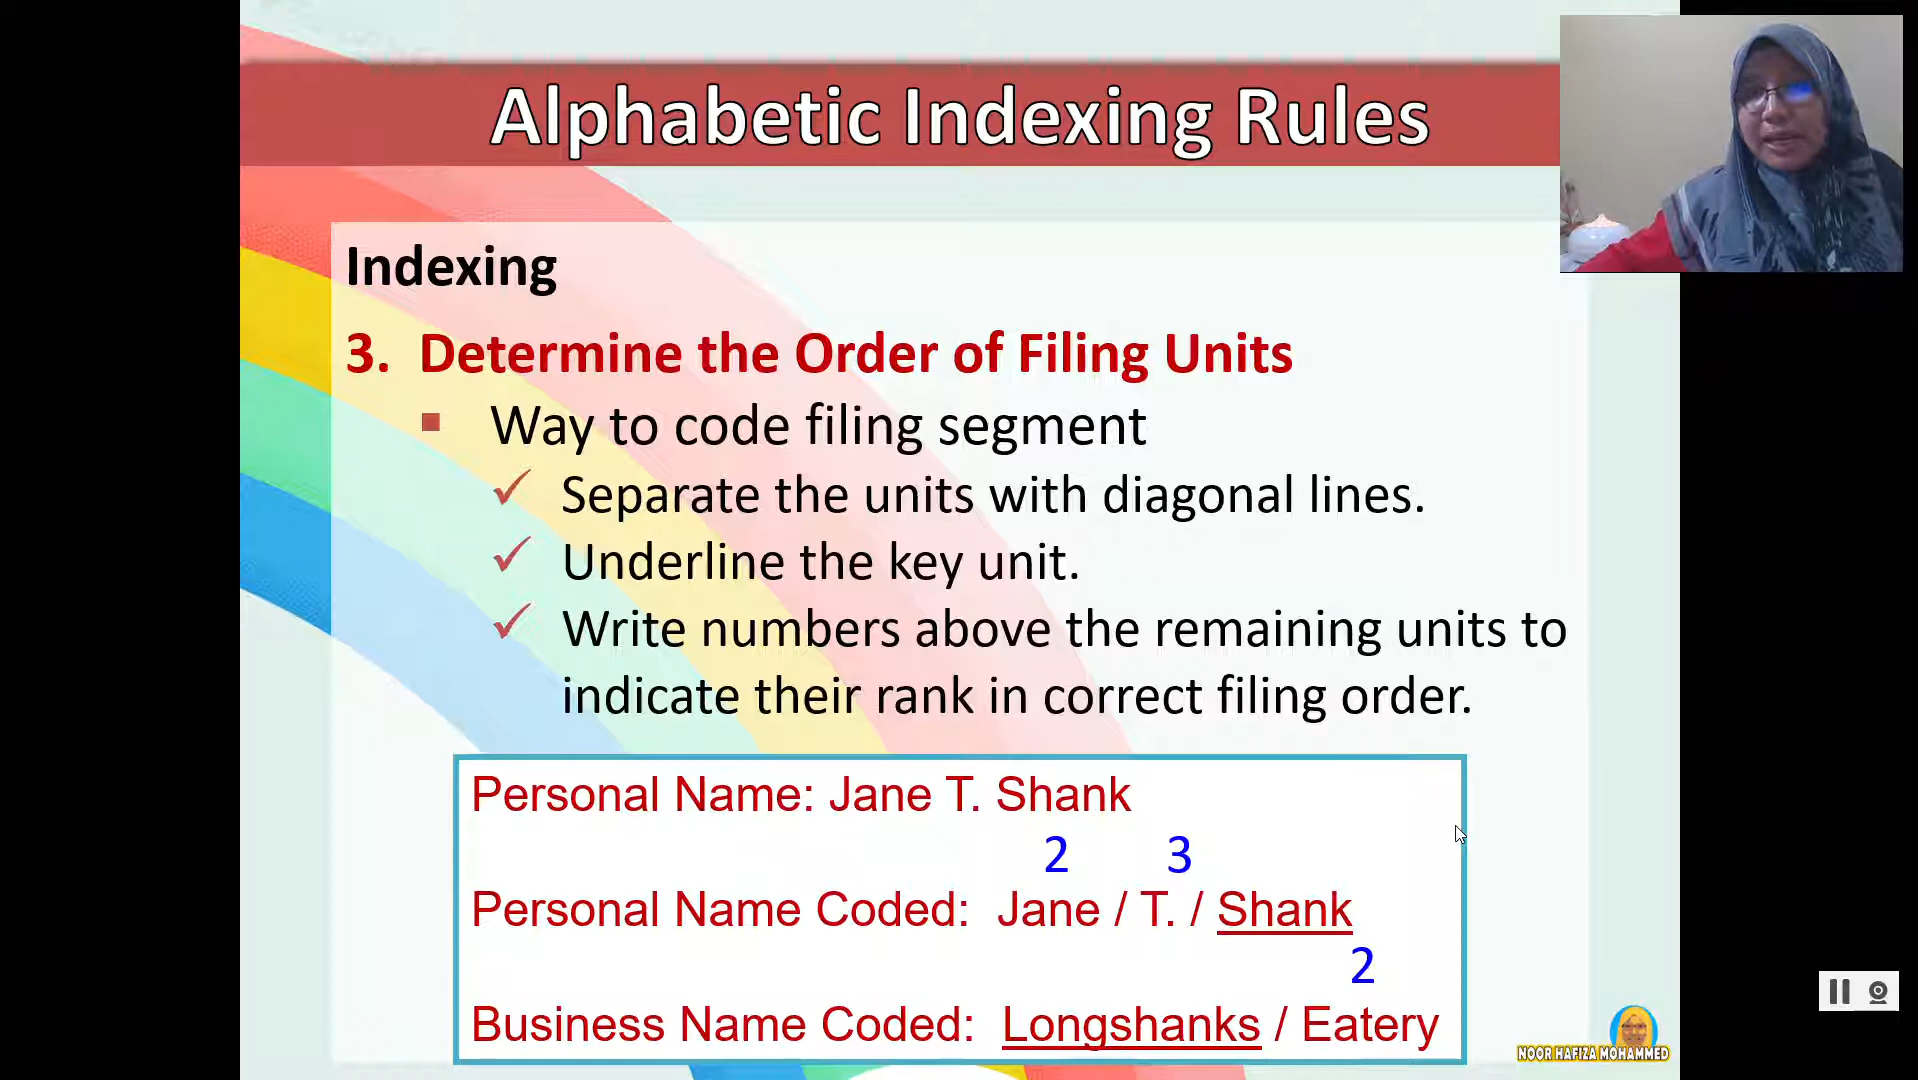 Alphabetic Indexing Rules
Indexing
3. Determine the Order of Filing Units
Way to code filing segment
Separate the units with diagonal lines.
Underline the key unit.
Write numbers above the remaining units to
indicate their rank in correct filing order.
Personal Name: Jane T. Shank
2 3
Personal Name Coded: Jane / T. / Shank
2
Business Name Coded: Longshanks / Eatery
NOOR HAFIZA MOHAMMED